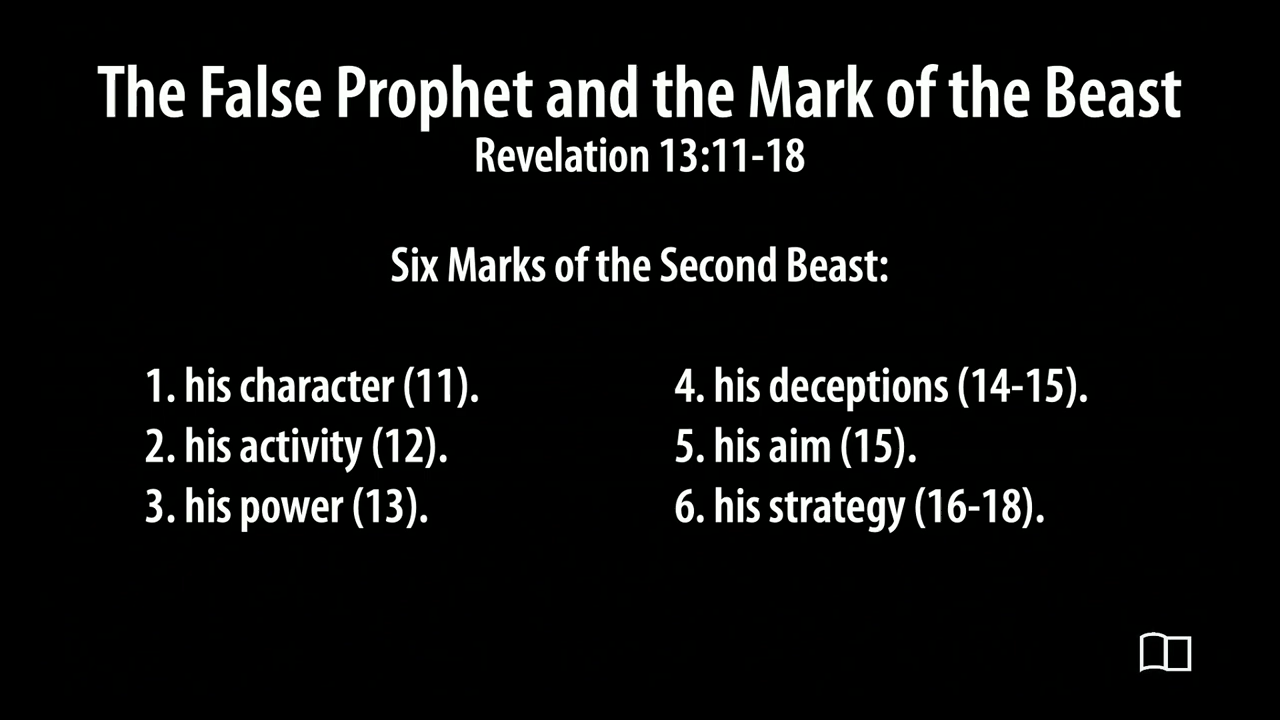 The False Prophet and the Mark of the Beast
Revelation 13:11-18
Six Marks of the Second Beast:
1. his character (11).
2. his activity (12).
3. his power (13).
4. his deceptions (14-15).
5. his aim (15).
6. his strategy (16-18).